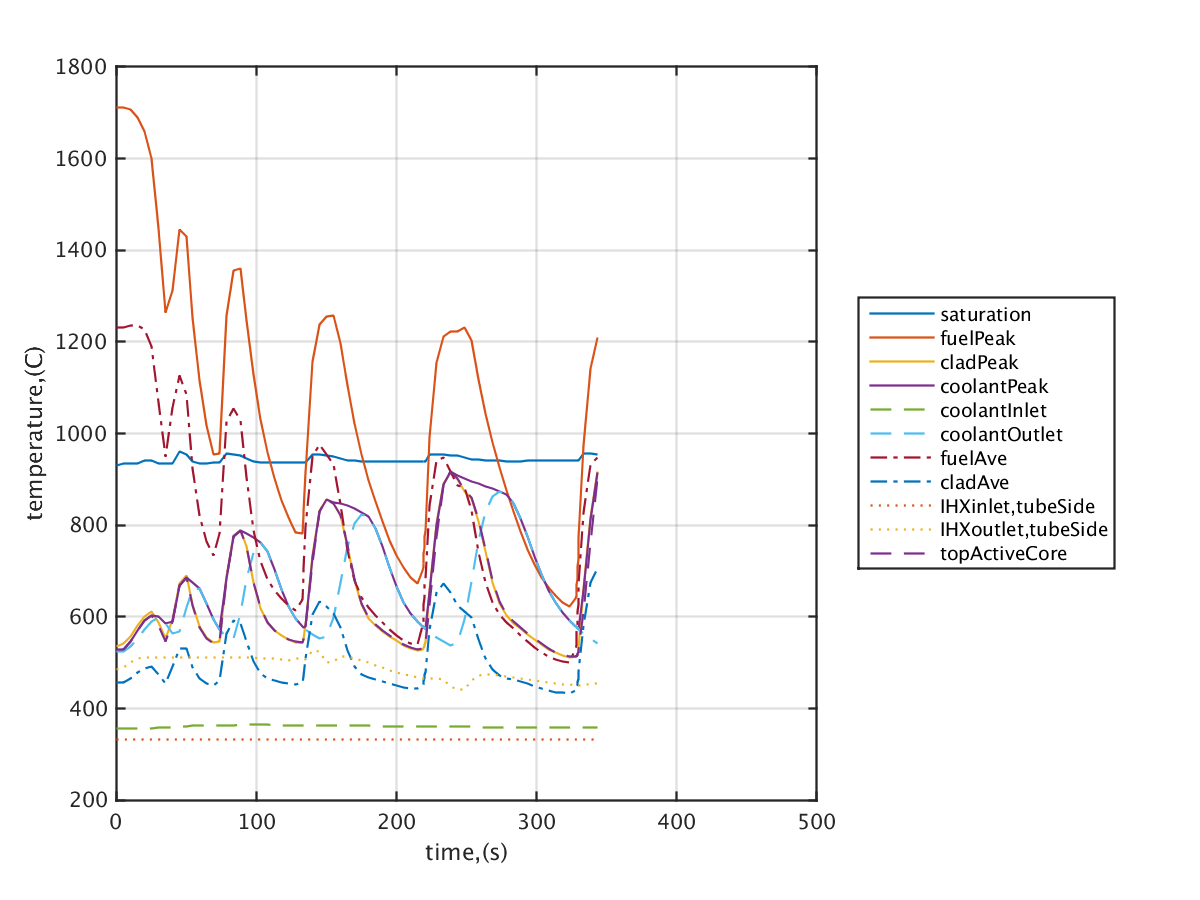 1800
1600
1400
1200
1000
800
600
400
200
temperature,(C)
0 100 200 300 400 500
time,(s)
saturation
fuelPeak
cladPeak
coolantPeak
coolantInlet
coolantOutlet
fuelAve
cladAve
IHXinlet,tubeSide
IHXoutlet,tubeSide
topActiveCore